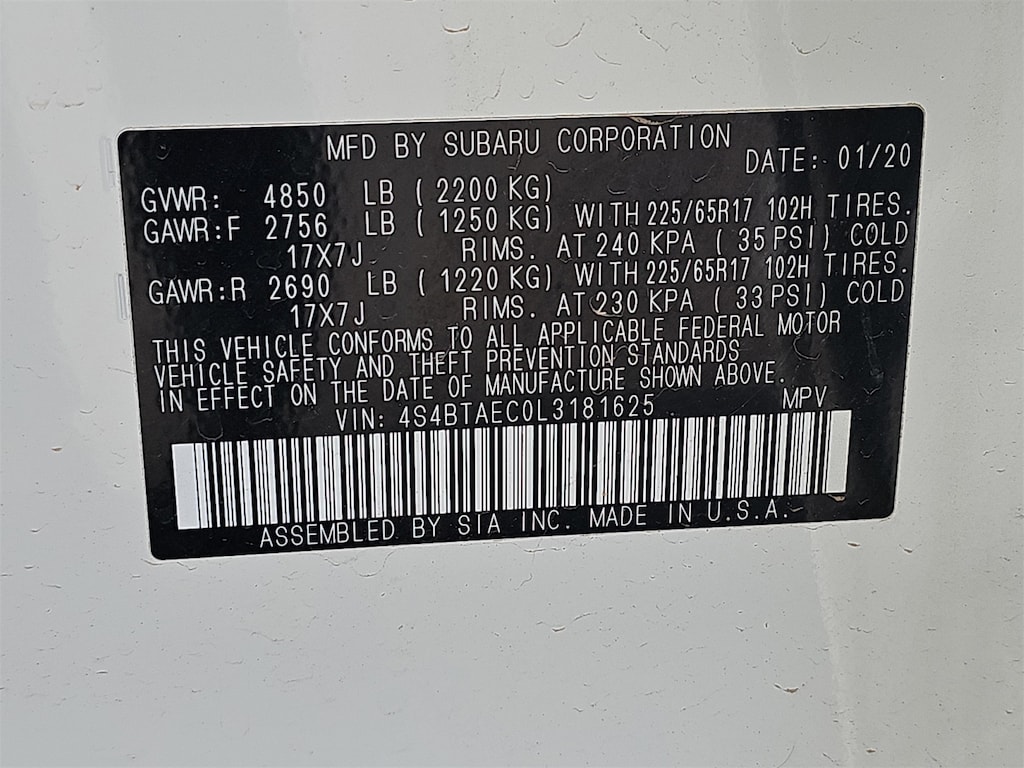 MFD BY SUBARU CORPORATION DATE: 01/20
GVWR: 4850 LB ( 2200 KG)
GAWR:F 2756 LB ( 1250 KG) WITH 225/65R17 102H TIRES.
17X7J RIMS. AT 240 KPA ( 35 PSI) COLD
GAWR:R 2690 LB ( 1220 KG) WITH 225/65R17 102H TIRES.
17X7J RIMS. AT 230 KPA ( 33 PSI) COLD
THIS VEHICLE CONFORMS TO ALL APPLICABLE FEDERAL MOTOR
VEHICLE SAFETY AND THEFT PREVENTION STANDARDS
IN EFFECT ON THE DATE OF MANUFACTURE SHOWN ABOVE.
VIN: 4S4BTAEC0L3181625 MPV
ASSEMBLED BY SIA INC. MADE IN U.S.A.